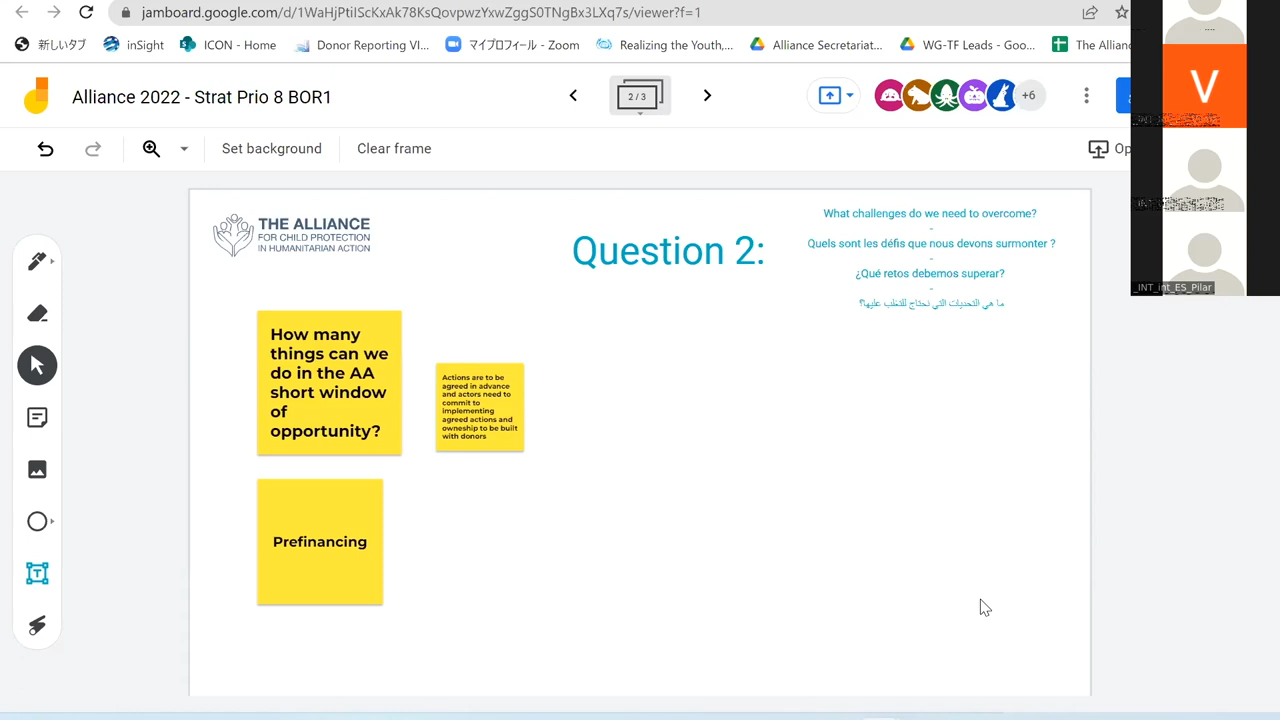 jamboard.google.com/d/1WaHjPtilScKxAk78KsQovpwzYxwZggS0TNgBx3LXq7s/viewer?f=1
新しいタブ
inSight
ICON - Home
Donor Reporting VI...
マイプロフィール - Zoom
Realizing the Youth,...
Alliance Secretariat...
WG-TF Leads - Goo...
The Allianc
Alliance 2022 - Strat Prio 8 BOR1
2 / 3
+6
V
Set background
Clear frame
Op
THE ALLIANCE
FOR CHILD PROTECTION
IN HUMANITARIAN ACTION
Question 2:
What challenges do we need to overcome?
-
Quels sont les défis que nous devons surmonter ?
-
¿Qué retos debemos superar?
-
ما هي التحديات التي نحتاج للتغلب عليها؟
_INT_int_ES_Pilar
How many
things can we
do in the AA
short window
of
opportunity?
Actions are to be
agreed in advance
and actors need to
commit to
implementing
agreed actions and
owneship to be built
with donors
Prefinancing
T